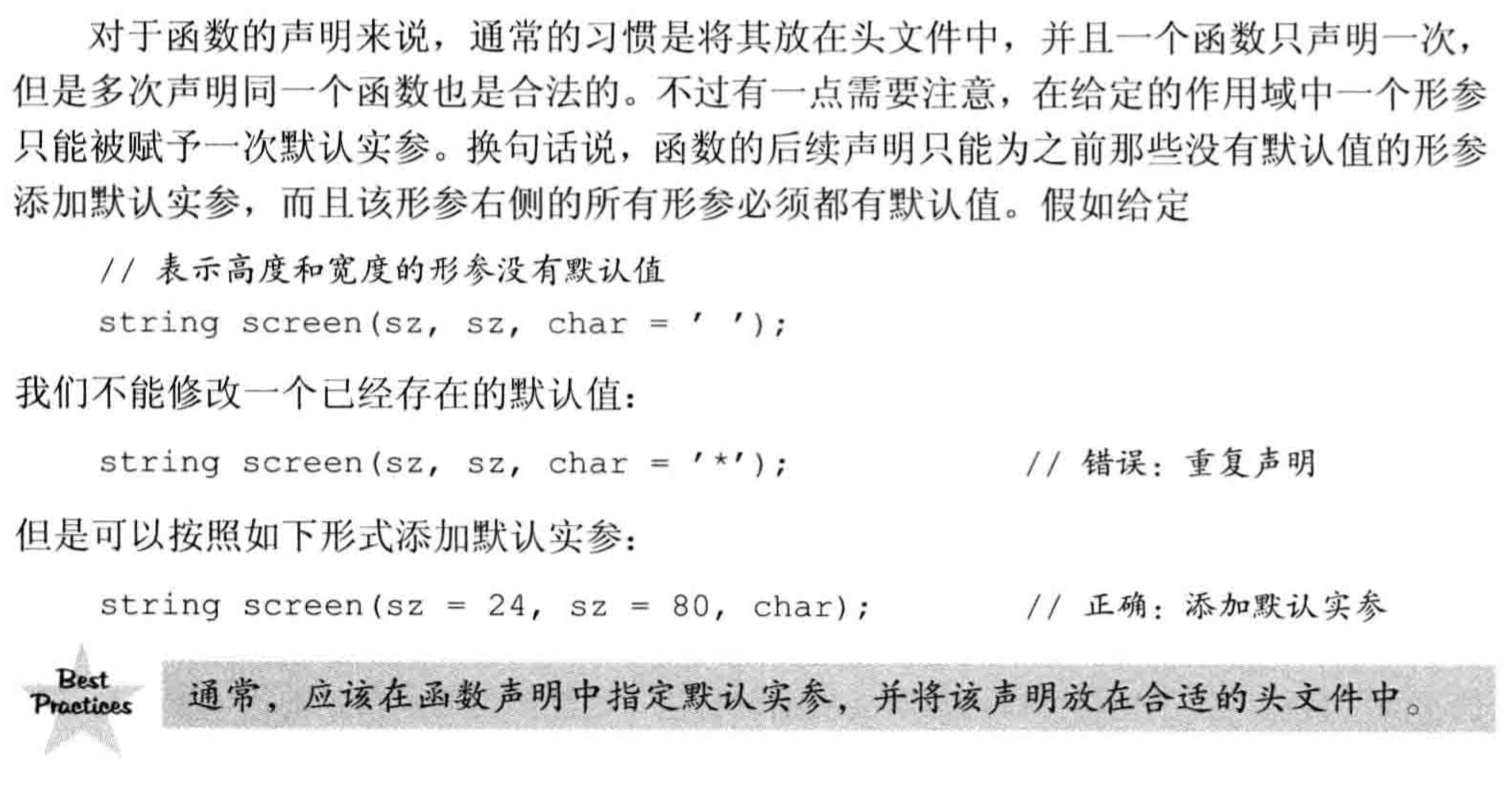 对于函数的声明来说，通常的习惯是将其放在头文件中，并且一个函数只声明一次，
但是多次声明同一个函数也是合法的。不过有一点需要注意，在给定的作用域中一个形参
只能被赋予一次默认实参。换句话说，函数的后续声明只能为之前那些没有默认值的形参
添加默认实参，而且该形参右侧的所有形参必须都有默认值。假如给定
// 表示高度和宽度的形参没有默认值
string screen(sz, sz, char = ' ');
我们不能修改一个已经存在的默认值：
string screen(sz, sz, char = '*'); // 错误：重复声明
但是可以按照如下形式添加默认实参：
string screen(sz = 24, sz = 80, char); // 正确：添加默认实参
Best
Practices
通常，应该在函数声明中指定默认实参，并将该声明放在合适的头文件中。